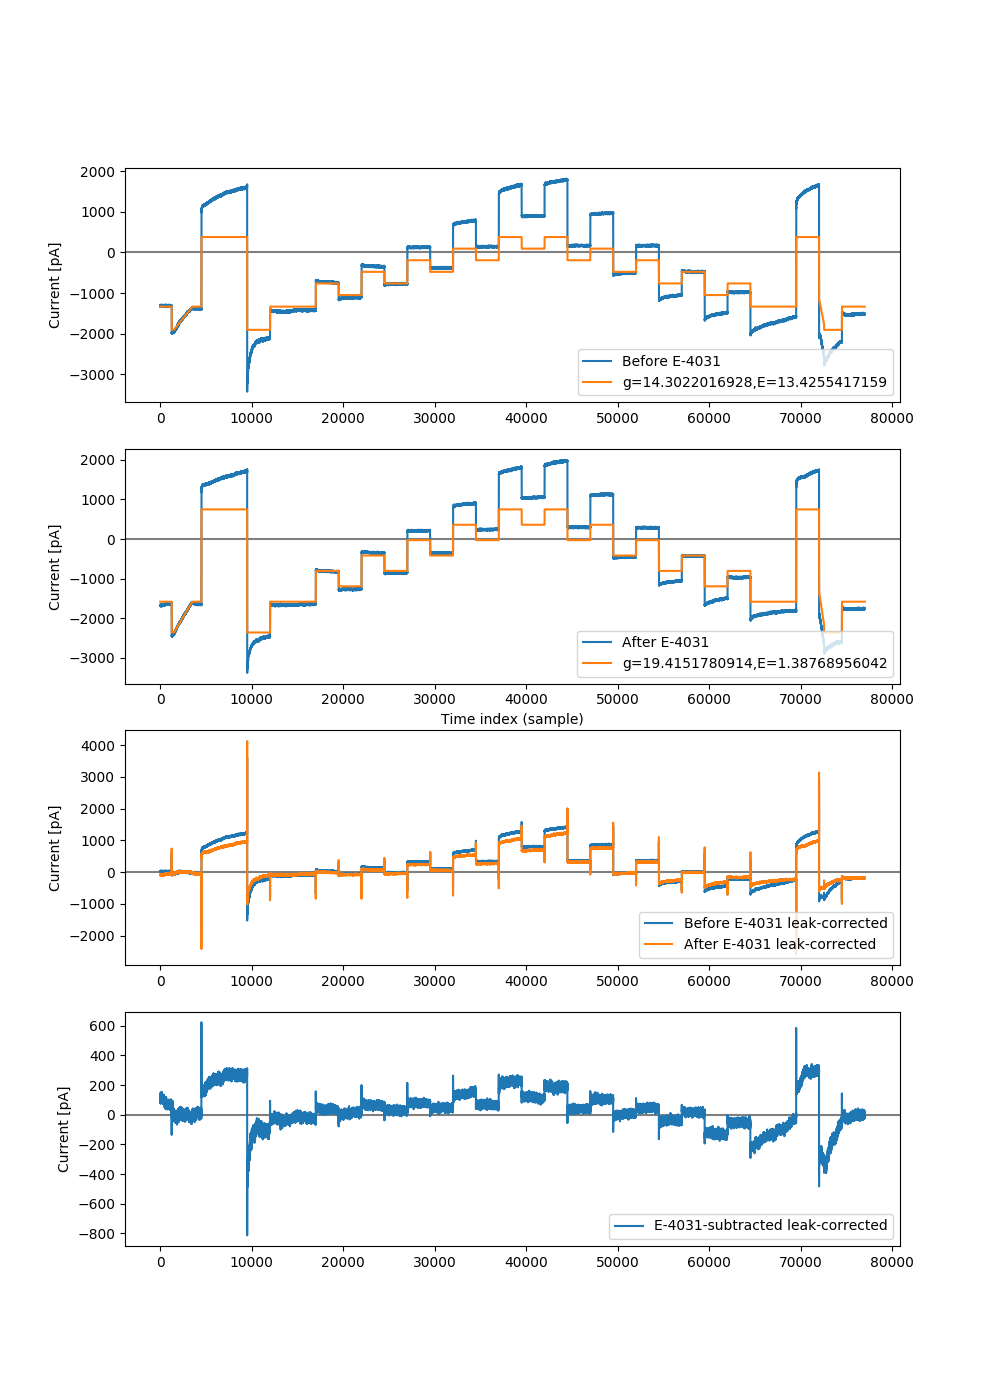 2000
1000
0
−1000
−2000
−3000
Current [pA]
Before E-4031
g=14.3022016928,E=13.4255417159
0 10000 20000 30000 40000 50000 60000 70000 80000
2000
1000
0
−1000
−2000
−3000
Current [pA]
After E-4031
g=19.4151780914,E=1.38768956042
0 10000 20000 30000 40000 50000 60000 70000 80000
Time index (sample)
4000
3000
2000
1000
0
−1000
−2000
Current [pA]
Before E-4031 leak-corrected
After E-4031 leak-corrected
0 10000 20000 30000 40000 50000 60000 70000 80000
600
400
200
0
−200
−400
−600
−800
Current [pA]
E-4031-subtracted leak-corrected
0 10000 20000 30000 40000 50000 60000 70000 80000